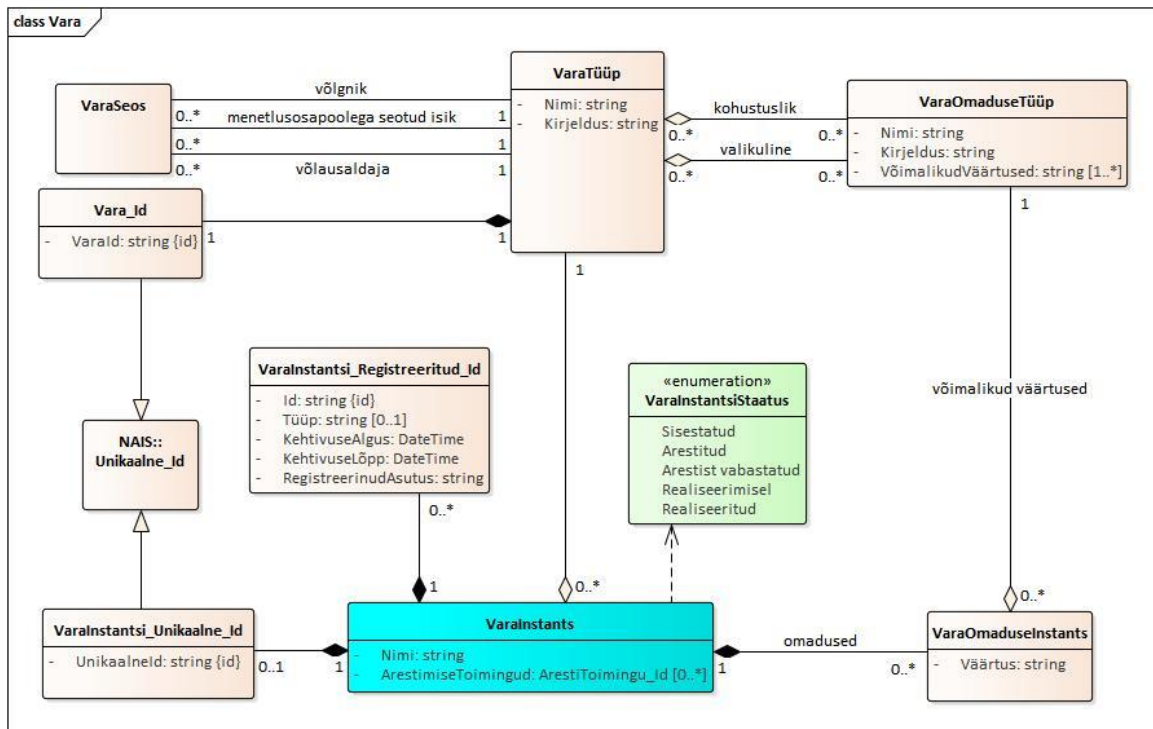 class Vara
VaraSeos
võlgnik
0..*
menetlusosapoolega seotud isik
1
0..*
1
0..*
võlausaldaja
1
VaraTüüp
- Nimi: string
- Kirjeldus: string
kohustuslik
0..*
0..*
valikuline
0..*
0..*
VaraOmaduseTüüp
- Nimi: string
- Kirjeldus: string
- VõimalikudVäärtused: string [1..*]
Vara_Id
- VaraId: string {id}
1
1
1
1
VaraInstantsi_Registreeritud_Id
- Id: string {id}
- Tüüp: string [0..1]
- KehtivuseAlgus: DateTime
- KehtivuseLõpp: DateTime
- RegistreerinudAsutus: string
0..*
1
«enumeration»
VaraInstantsiStaatus
Sisestatud
Arestitud
Arestist vabastatud
Realiseerimisel
Realiseeritud
võimalikud väärtused
NAIS::
Unikaalne_Id
0..*
0..*
VaraInstantsi_Unikaalne_Id
- UnikaalneId: string {id}
0..1
1
VaraInstants
- Nimi: string
- ArestimiseToimingud: ArestiToimingu_Id [0..*]
1
omadused
0..*
VaraOmaduseInstants
- Väärtus: string